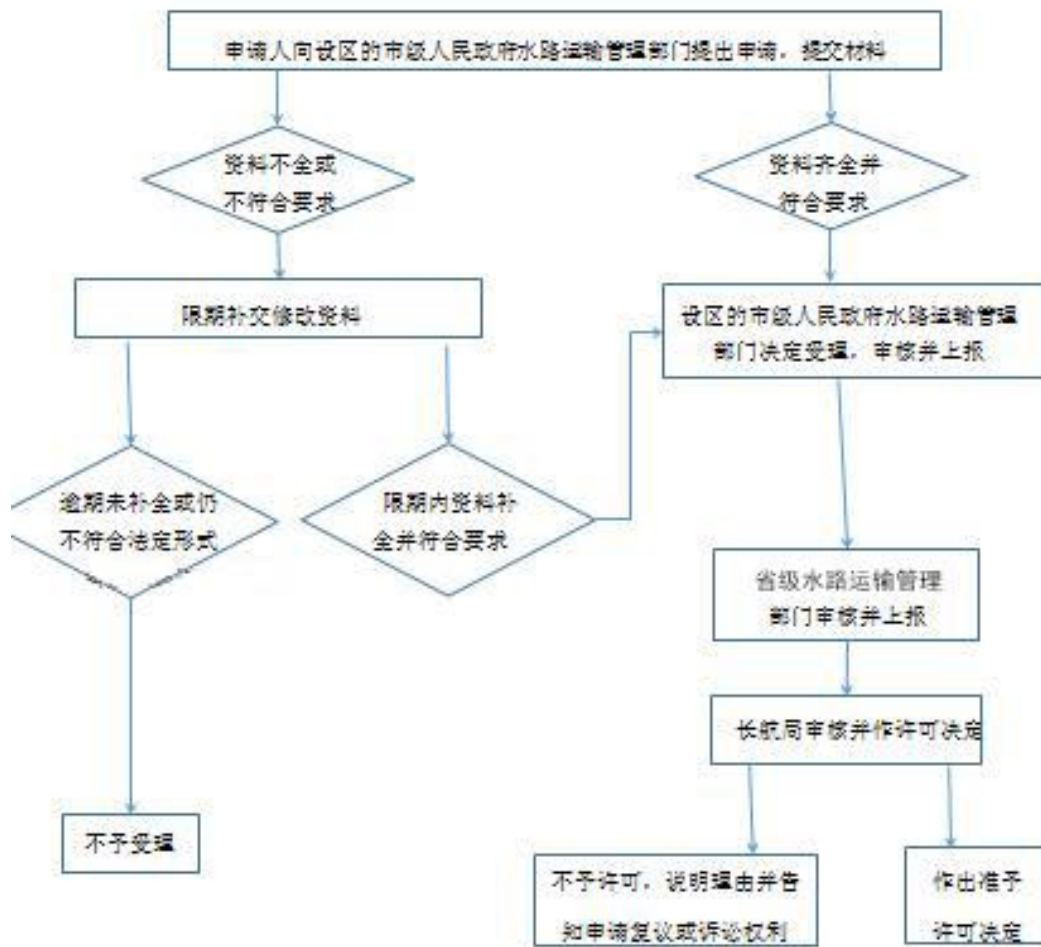 申请人向设区的市级人民政府水路运输管理部门提出申请，提交材料
资料不全或
不符合要求
资料齐全并
符合要求
限期补交修改资料
设区的市级人民政府水路运输管理
部门决定受理，审核并上报
逾期未补全或仍
不符合法定形式
限期内资料补
全并符合要求
省级水路运输管理
部门审核并上报
长航局审核并作许可决定
不予受理
不予许可，说明理由并告
知申请复议或诉讼权利
作出准予
许可决定